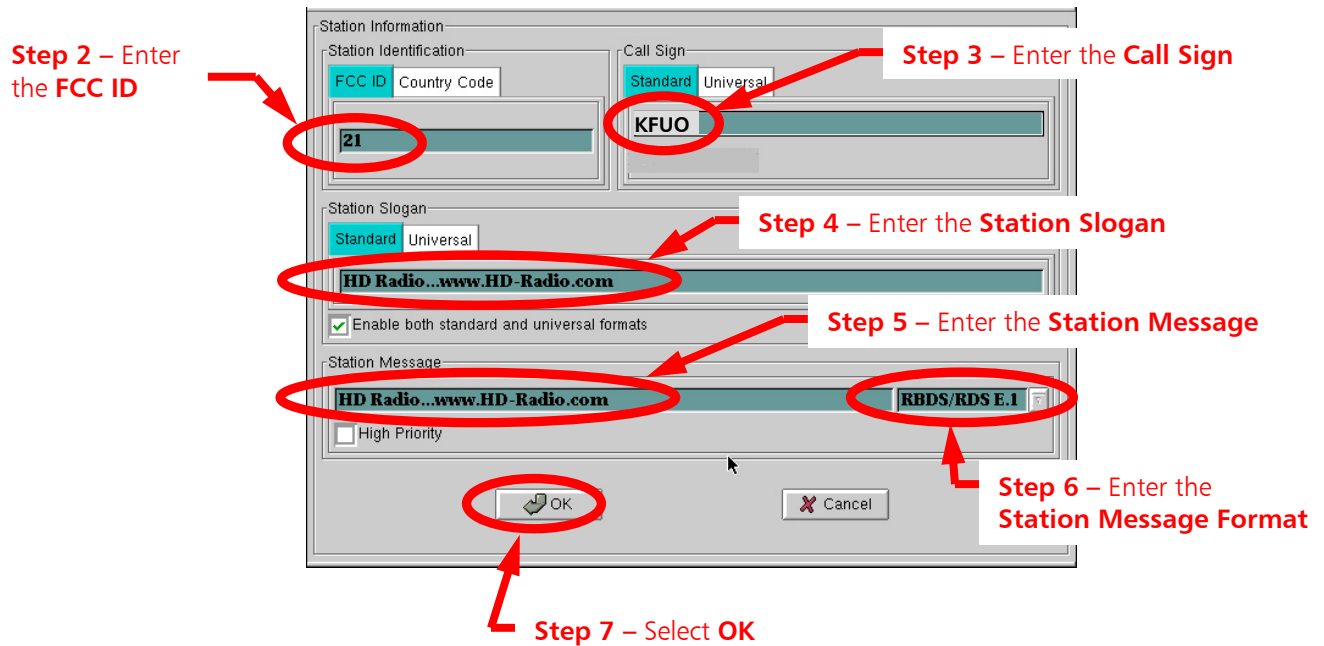 Station Information
Station Identification
Call Sign
Step 2 – Enter
the FCC ID
Step 3 – Enter the Call Sign
FCC ID
Country Code
Standard
Universal
KFUO
21
Station Slogan
Step 4 – Enter the Station Slogan
Standard
Universal
HD Radio...www.HD-Radio.com
Enable both standard and universal formats
Step 5 – Enter the Station Message
Station Message
HD Radio...www.HD-Radio.com
RBDS/RDS E.1
High Priority
OK
Cancel
Step 6 – Enter the
Station Message Format
Step 7 – Select OK